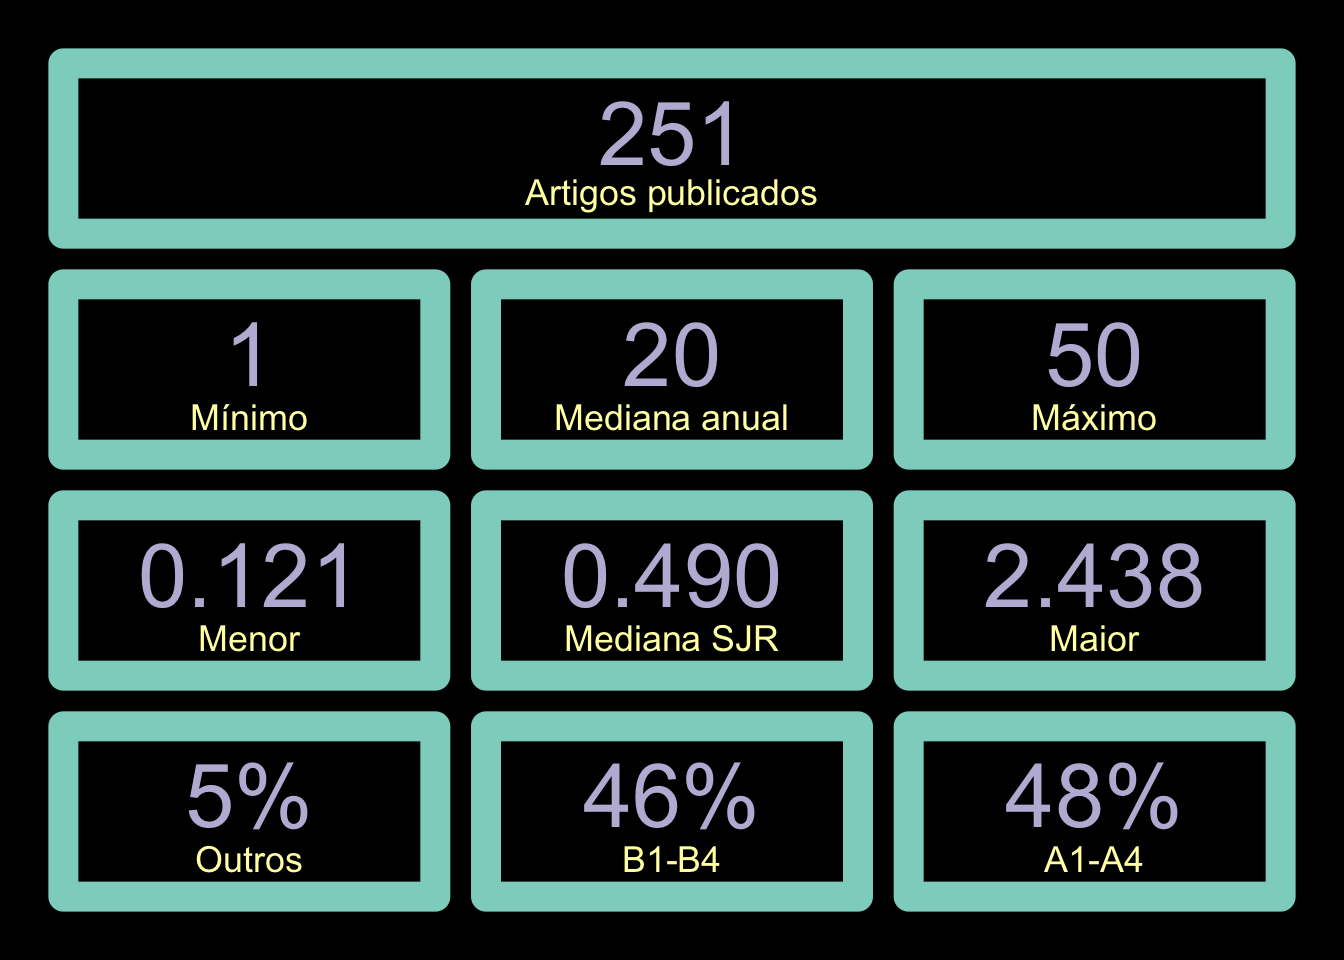 251
Artigos publicados
1
Mínimo
20
Mediana anual
50
Máximo
0.121
Menor
0.490
Mediana SJR
2.438
Maior
5%
Outros
46%
B1-B4
48%
A1-A4